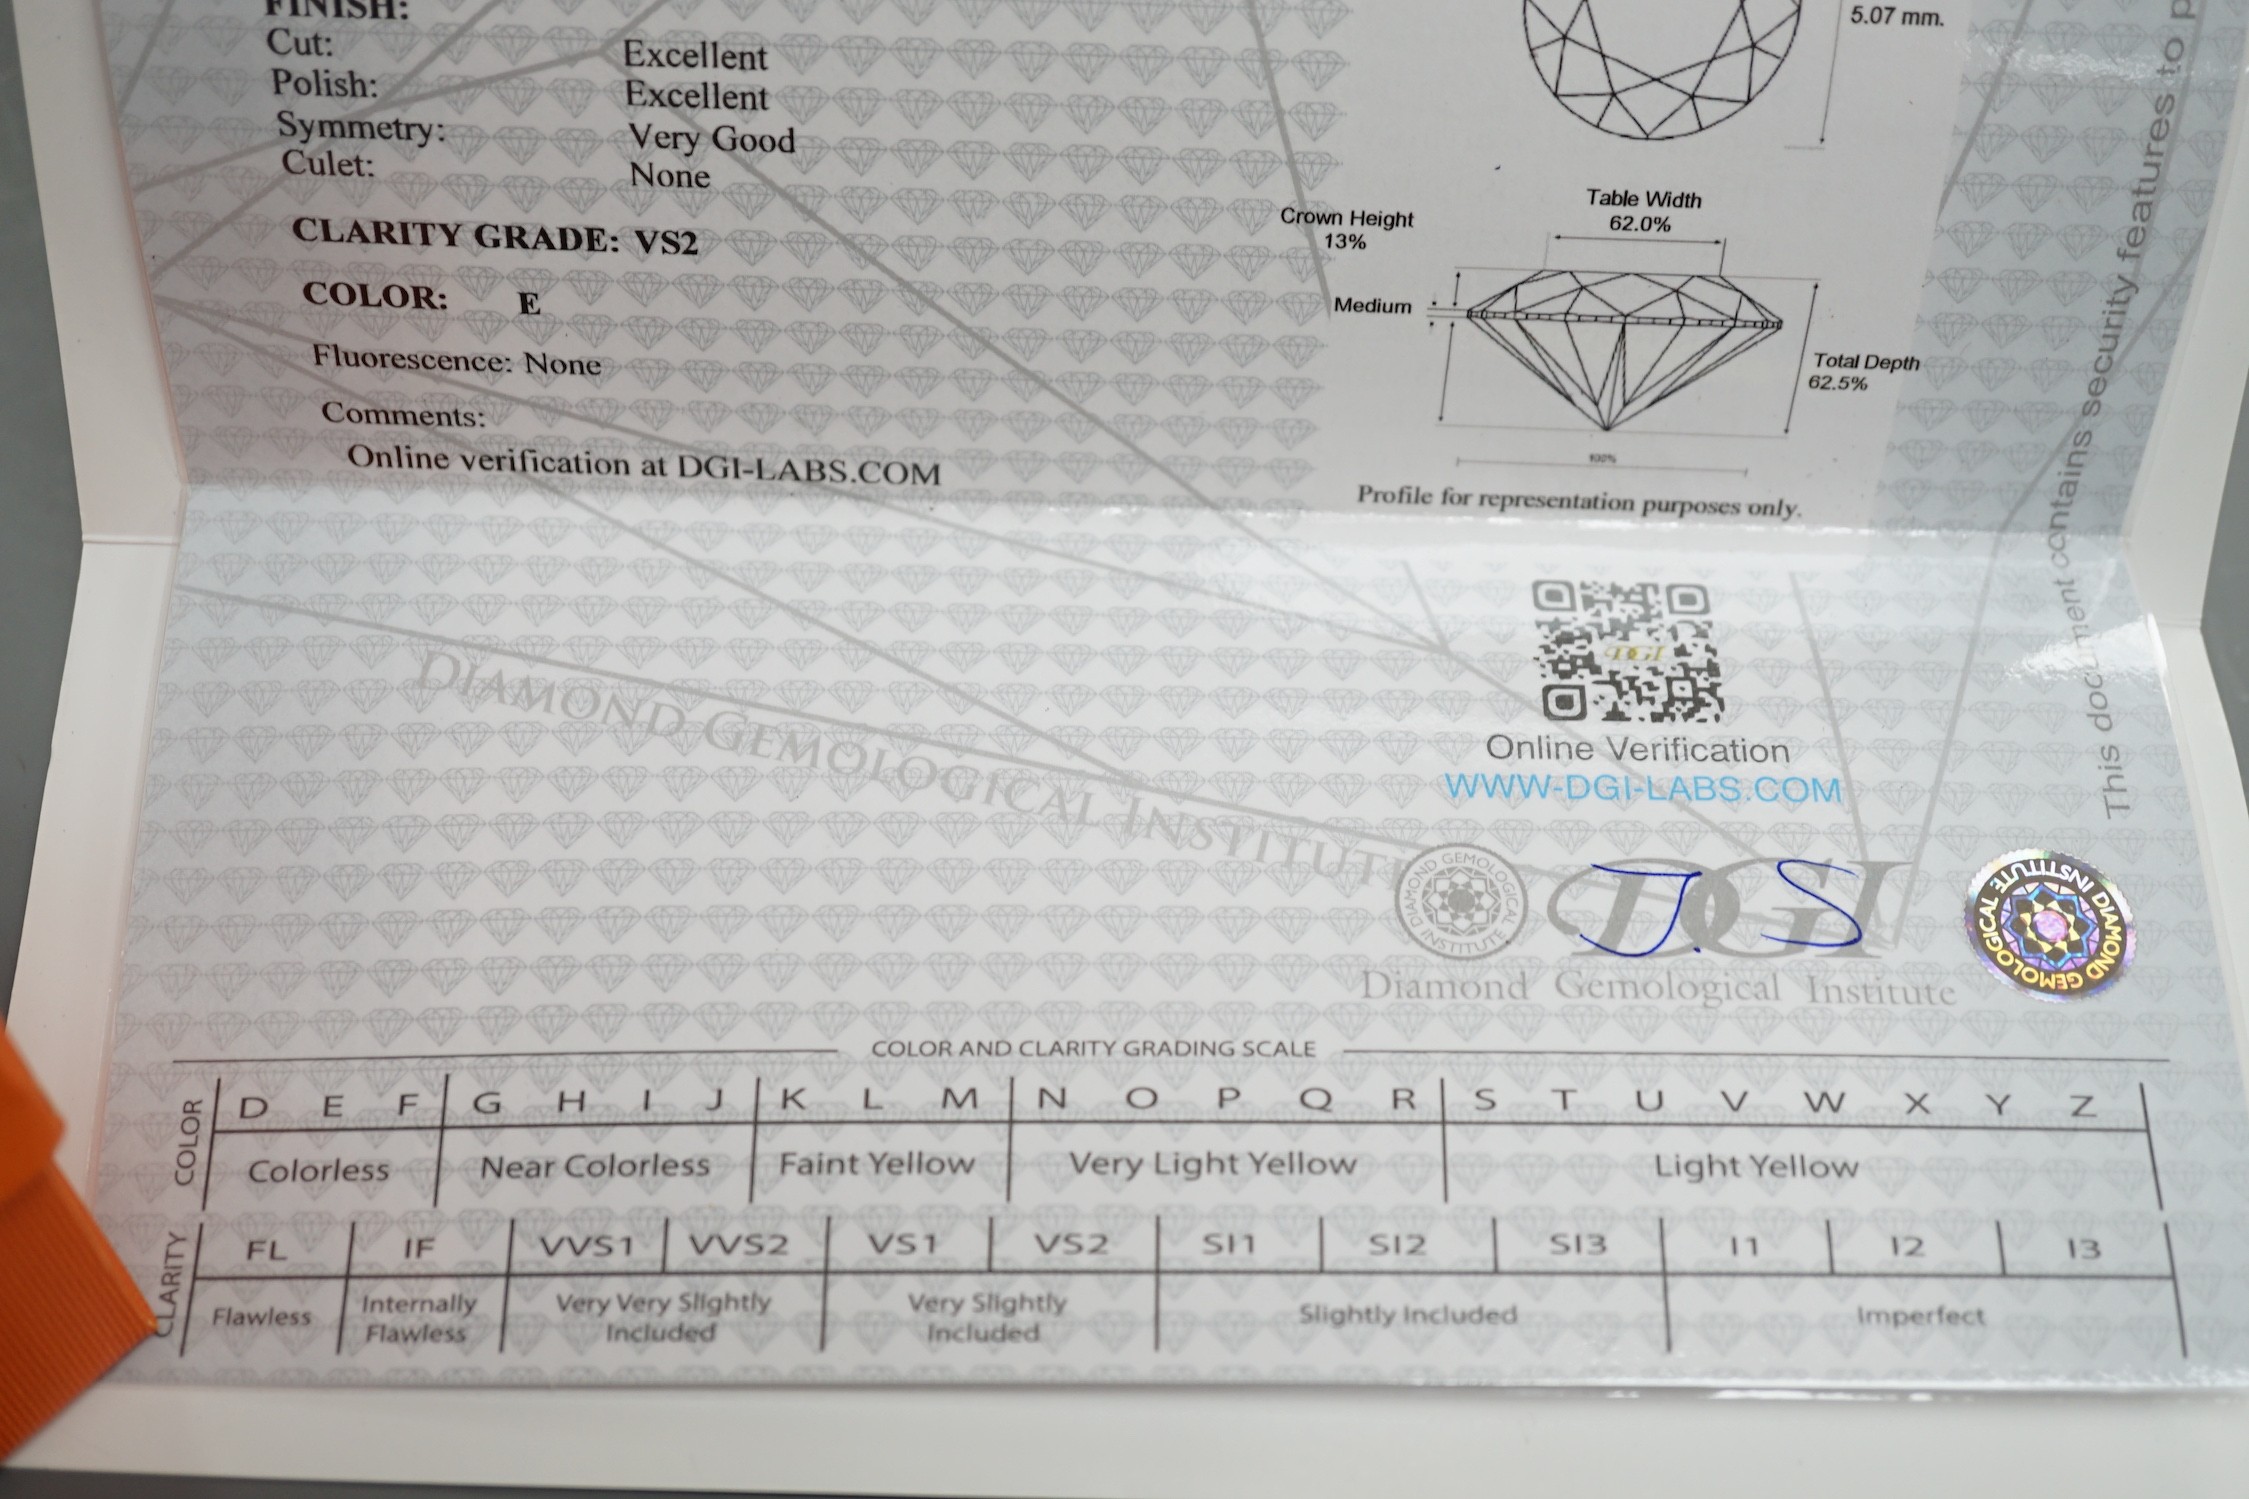 FINISH:
Cut: Excellent
Polish: Excellent
Symmetry: Very Good
Culet: None
CLARITY GRADE: VS2
COLOR: E
Fluorescence: None
Comments:
Online verification at DGI-LABS.COM
5.07 mm.
Table Width
62.0%
Crown Height
13%
Medium
Total Depth
62.5%
100%
Profile for representation purposes only.
This document contains security features to p
DGI
Online Verification
WWW-DGI-LABS.COM
DIAMOND GEMOLOGICAL INSTITUTE
DIAMOND GEMOLOGICAL INSTITUTE
DGI
J. S
Diamond Gemological Institute
DIAMOND GEMOLOGICAL INSTITUTE
COLOR AND CLARITY GRADING SCALE
COLOR
D E F G H I J K L M N O P Q R S T U V W X Y Z
Colorless Near Colorless Faint Yellow Very Light Yellow Light Yellow
CLARITY
FL IF VVS1 VVS2 VS1 VS2 SI1 SI2 SI3 I1 I2 I3
Flawless Internally Flawless Very Very Slightly Included Very Slightly Included Slightly Included Imperfect